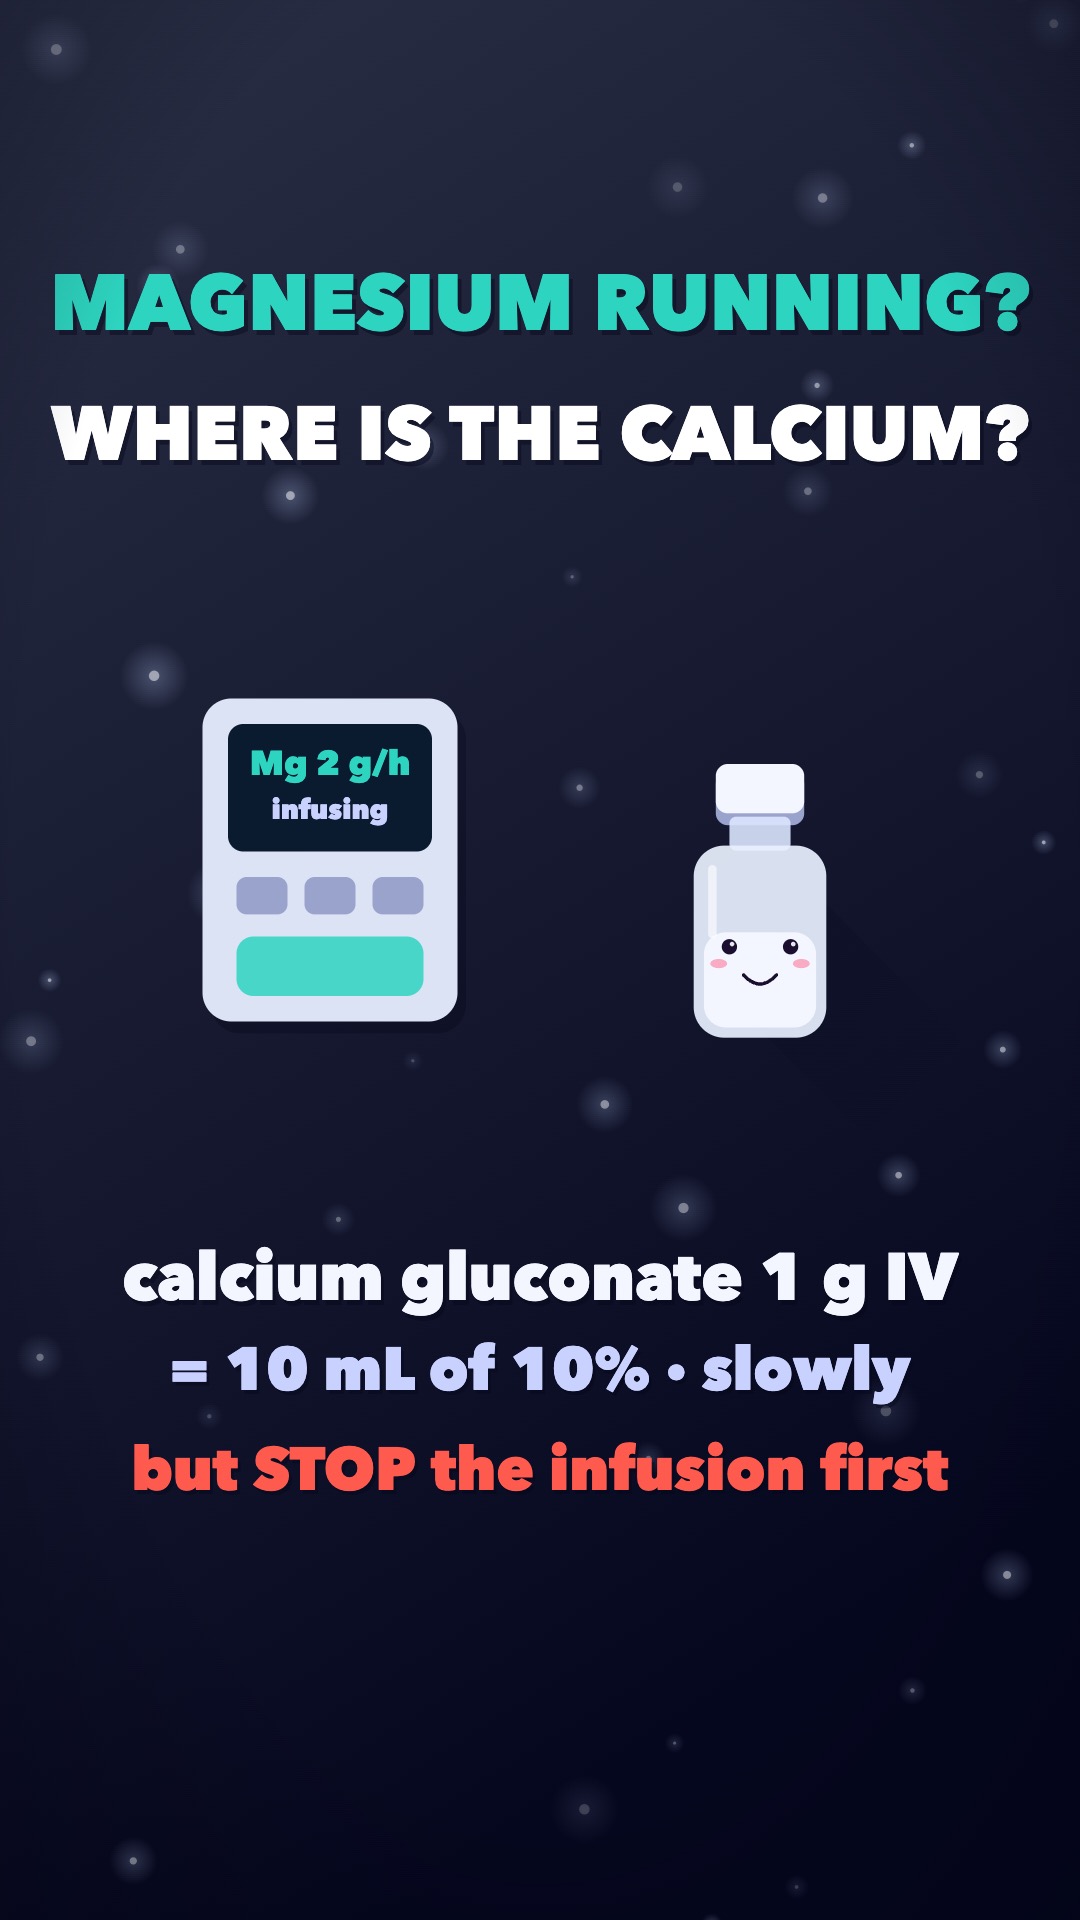 MAGNESIUM RUNNING?
WHERE IS THE CALCIUM?
Mg 2 g/h
infusing
calcium gluconate 1 g IV
= 10 mL of 10% · slowly
but STOP the infusion first